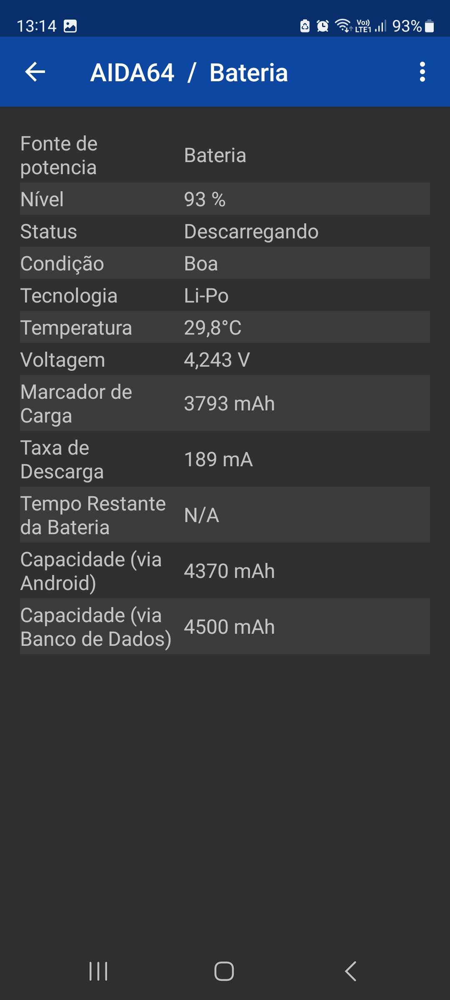 13:14 Vo)) LTE1 93%
AIDA64 / Bateria
Fonte de
potencia
Bateria
Nível 93 %
Status Descarregando
Condição Boa
Tecnologia Li-Po
Temperatura 29,8°C
Voltagem 4,243 V
Marcador de
Carga
3793 mAh
Taxa de
Descarga
189 mA
Tempo Restante
da Bateria
N/A
Capacidade (via
Android)
4370 mAh
Capacidade (via
Banco de Dados)
4500 mAh